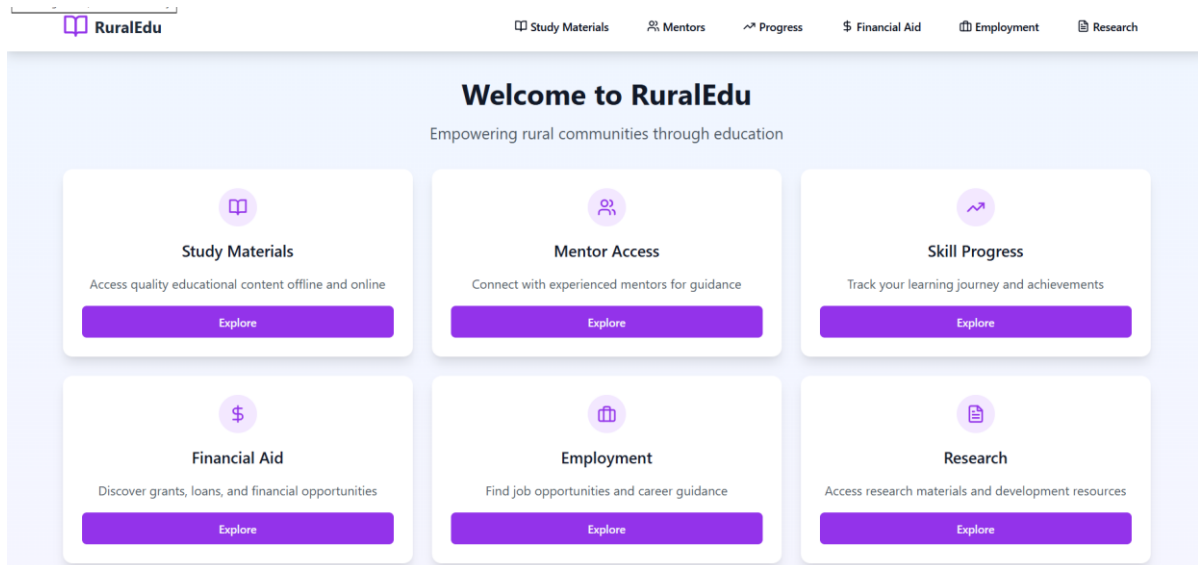 RuralEdu
Study Materials Mentors Progress Financial Aid Employment Research
Welcome to RuralEdu
Empowering rural communities through education
Study Materials
Access quality educational content offline and online
Explore
Mentor Access
Connect with experienced mentors for guidance
Explore
Skill Progress
Track your learning journey and achievements
Explore
Financial Aid
Discover grants, loans, and financial opportunities
Explore
Employment
Find job opportunities and career guidance
Explore
Research
Access research materials and development resources
Explore